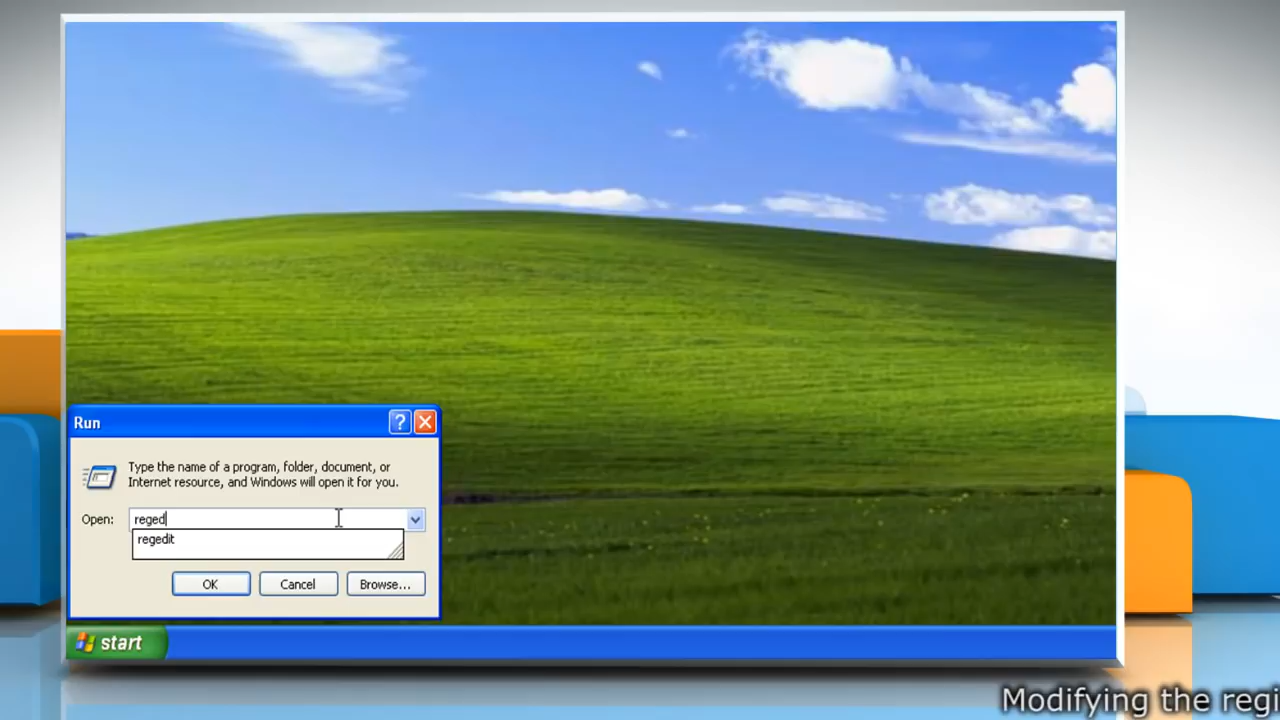 Run
Type the name of a program, folder, document, or
Internet resource, and Windows will open it for you.
Open: reged
regedit
OK Cancel Browse...
start
Modifying the regi